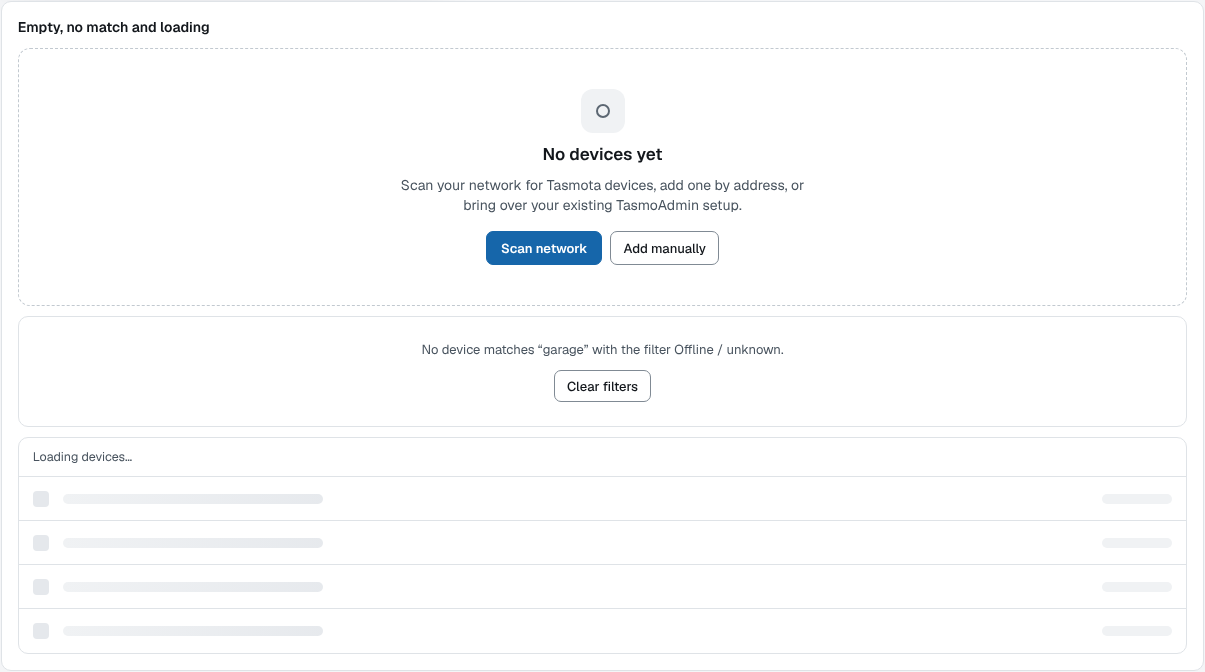 Empty, no match and loading
No devices yet
Scan your network for Tasmota devices, add one by address, or
bring over your existing TasmoAdmin setup.
Scan network
Add manually
No device matches “garage” with the filter Offline / unknown.
Clear filters
Loading devices…